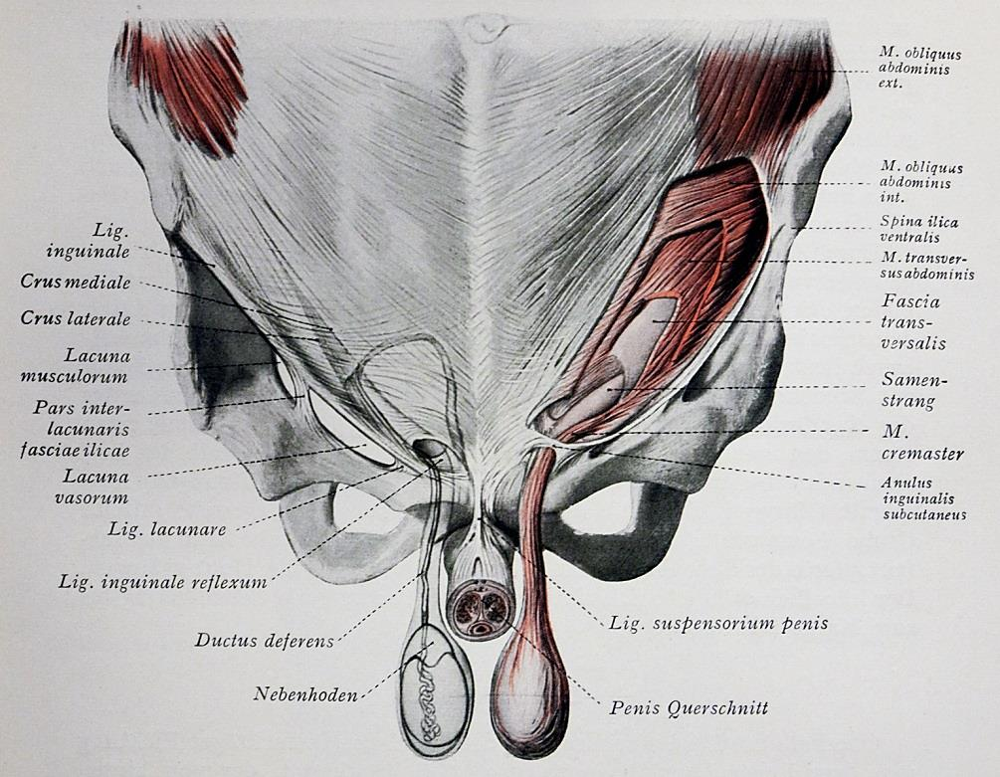 M. obliquus
abdominis
ext.
M. obliquus
abdominis
int.
Spina ilica
ventralis
M. transver-
sus abdominis
Fascia
trans-
versalis
Samen-
strang
M.
cremaster
Anulus
inguinalis
subcutaneus
Lig.
inguinale
Crus mediale
Crus laterale
Lacuna
musculorum
Pars inter-
lacunaris
fasciae ilicae
Lacuna
vasorum
Lig. lacunare
Lig. inguinale reflexum
Ductus deferens
Nebenhoden
Lig. suspensorium penis
Penis Querschnitt